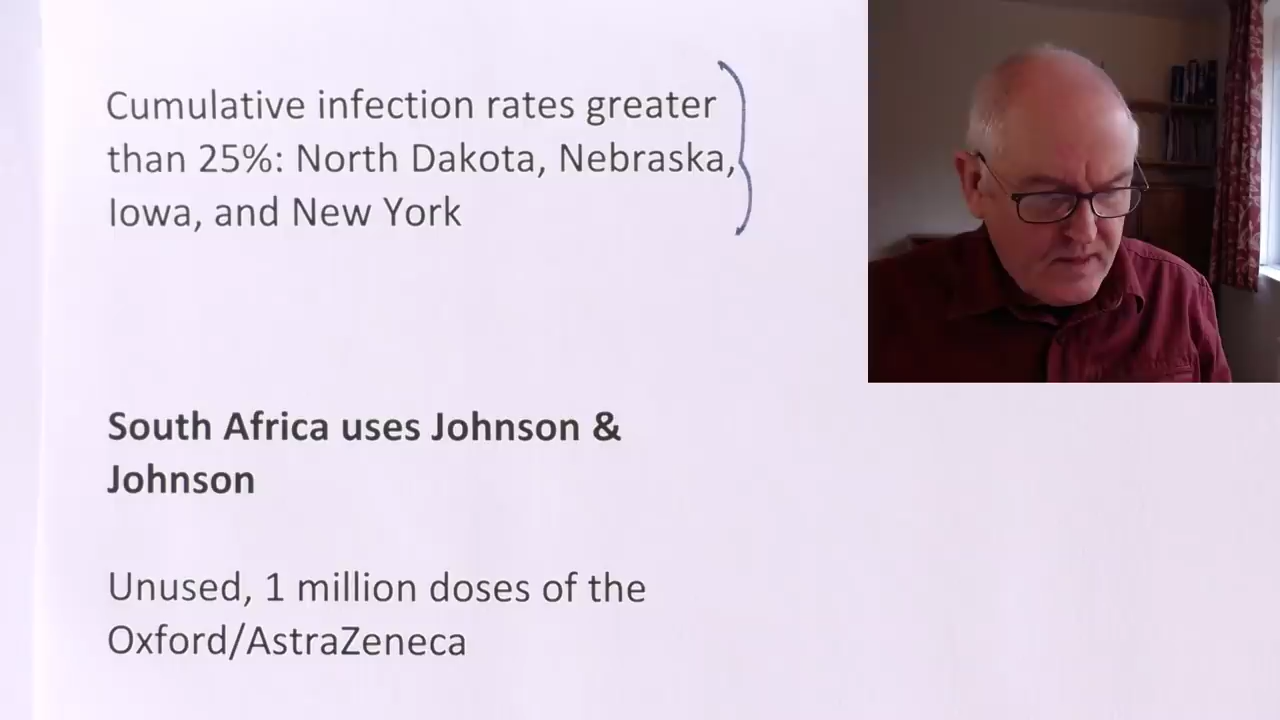 Cumulative infection rates greater
than 25%: North Dakota, Nebraska,
Iowa, and New York
South Africa uses Johnson &
Johnson
Unused, 1 million doses of the
Oxford/AstraZeneca